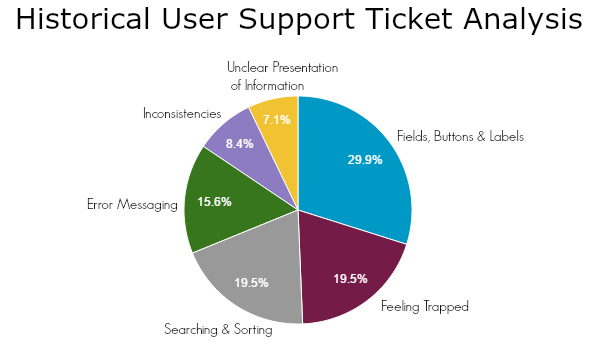 Historical User Support Ticket Analysis
Unclear Presentation
of Information
7.1%
Inconsistencies
8.4%
Fields, Buttons & Labels
29.9%
Error Messaging
15.6%
19.5%
Feeling Trapped
19.5%
Searching & Sorting